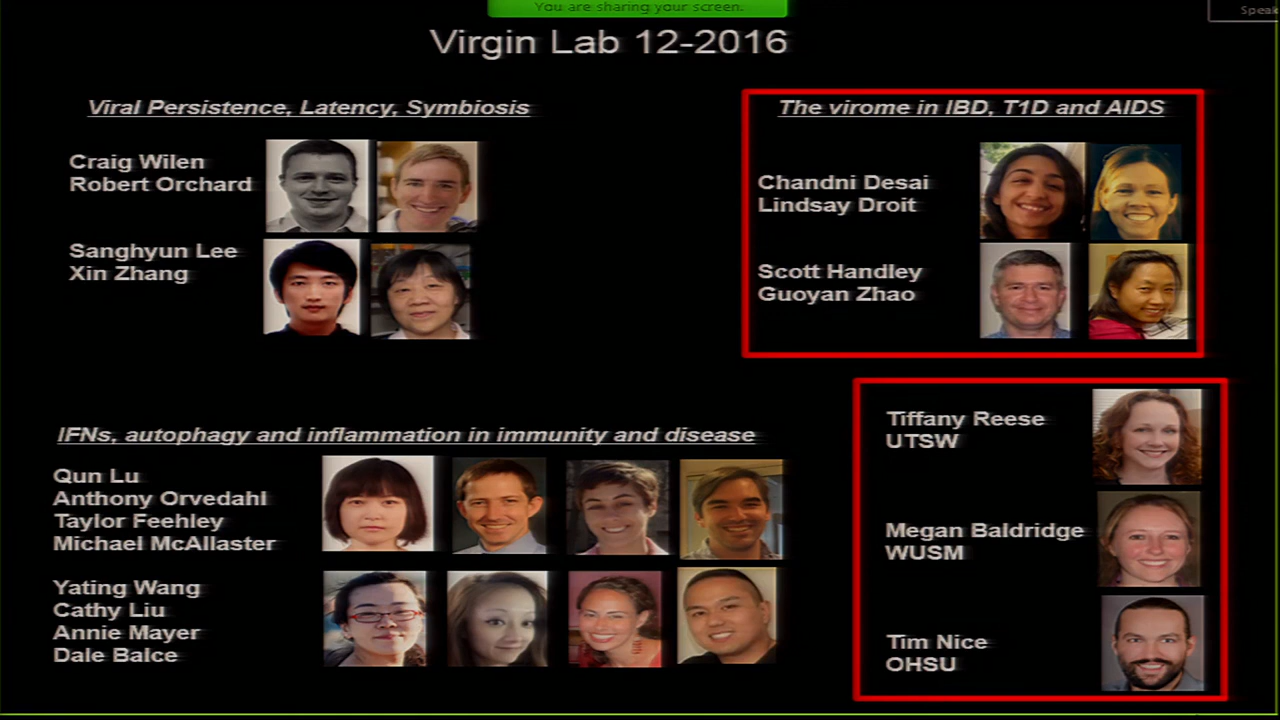 You are sharing your screen.
Speak
Virgin Lab 12-2016
Viral Persistence, Latency, Symbiosis
Craig Wilen
Robert Orchard
Sanghyun Lee
Xin Zhang
The virome in IBD, T1D and AIDS
Chandni Desai
Lindsay Droit
Scott Handley
Guoyan Zhao
IFNs, autophagy and inflammation in immunity and disease
Qun Lu
Anthony Orvedahl
Taylor Feehley
Michael McAllaster
Yating Wang
Cathy Liu
Annie Mayer
Dale Balce
Tiffany Reese
UTSW
Megan Baldridge
WUSM
Tim Nice
OHSU